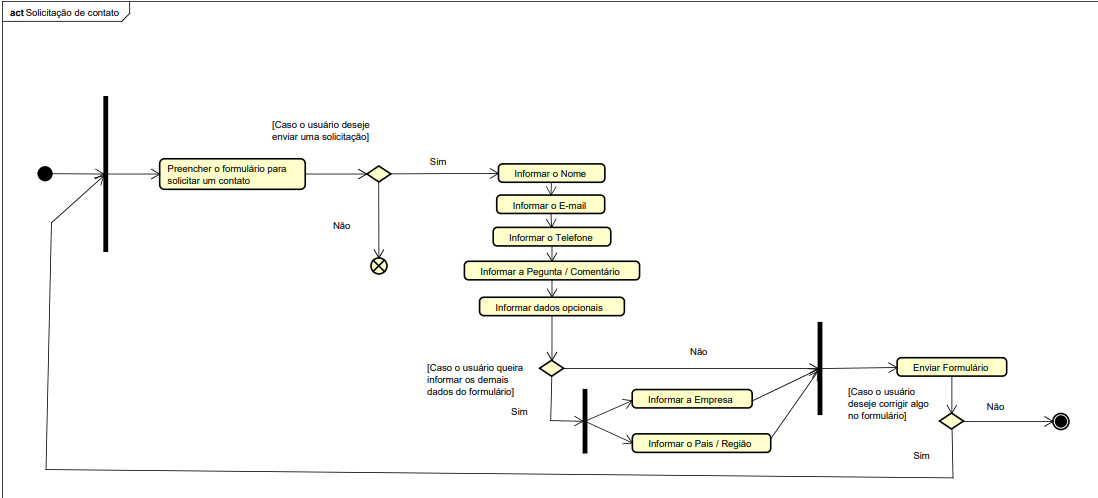 act Solicitação de contato
[Caso o usuário deseje
enviar uma solicitação]
Preencher o formulário para
solicitar um contato
Sim
Não
Informar o Nome
Informar o E-mail
Informar o Telefone
Informar a Pegunta / Comentário
Informar dados opcionais
[Caso o usuário queira
informar os demais
dados do formulário]
Não
Sim
Informar a Empresa
Informar o Pais / Região
Enviar Formulário
[Caso o usuário
deseje corrigir algo
no formulário]
Não
Sim